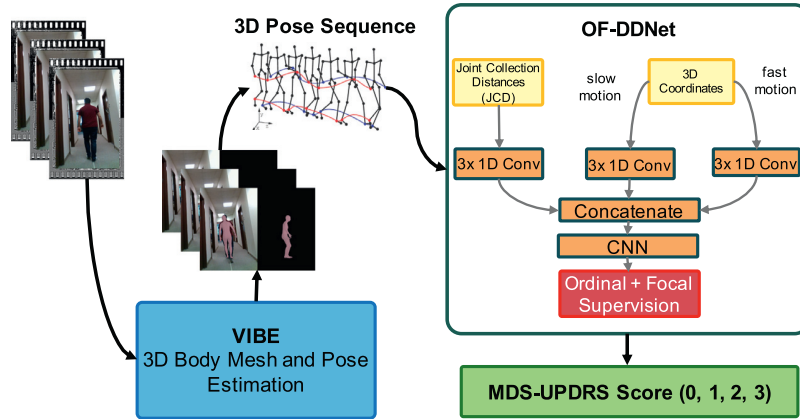 3D Pose Sequence
OF-DDNet
Joint Collection
Distances
(JCD)
slow
motion
3D
Coordinates
fast
motion
3x 1D Conv
3x 1D Conv
3x 1D Conv
Concatenate
CNN
Ordinal + Focal
Supervision
VIBE
3D Body Mesh and Pose
Estimation
MDS-UPDRS Score (0, 1, 2, 3)